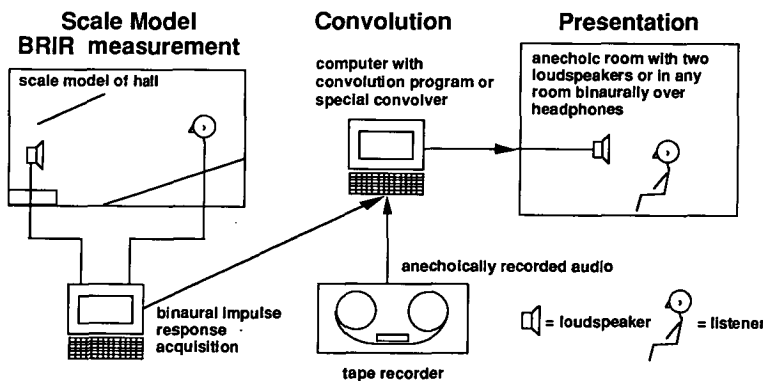 Scale Model
BRIR measurement
scale model of hall
binaural impulse
response
acquisition
Convolution
computer with
convolution program or
special convolver
anechoically recorded audio
tape recorder
Presentation
anechoic room with two
loudspeakers or in any
room binaurally over
headphones
= loudspeaker
= listener